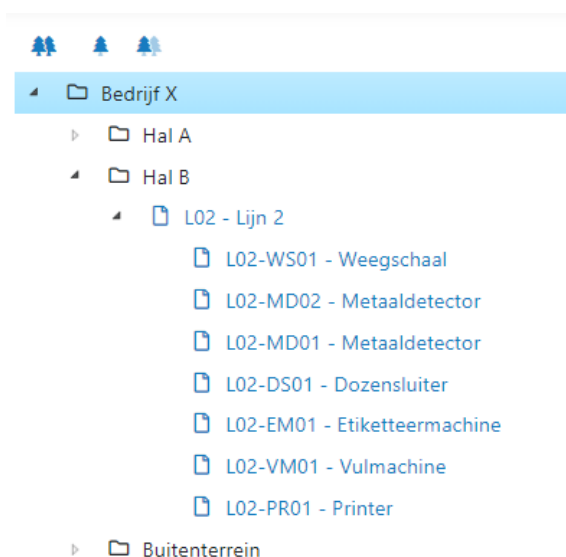 Bedrijf X
Hal A
Hal B
L02 - Lijn 2
L02-WS01 - Weegschaal
L02-MD02 - Metaaldetector
L02-MD01 - Metaaldetector
L02-DS01 - Dozensluiter
L02-EM01 - Etiketteermachine
L02-VM01 - Vulmachine
L02-PR01 - Printer
Buitenterrein